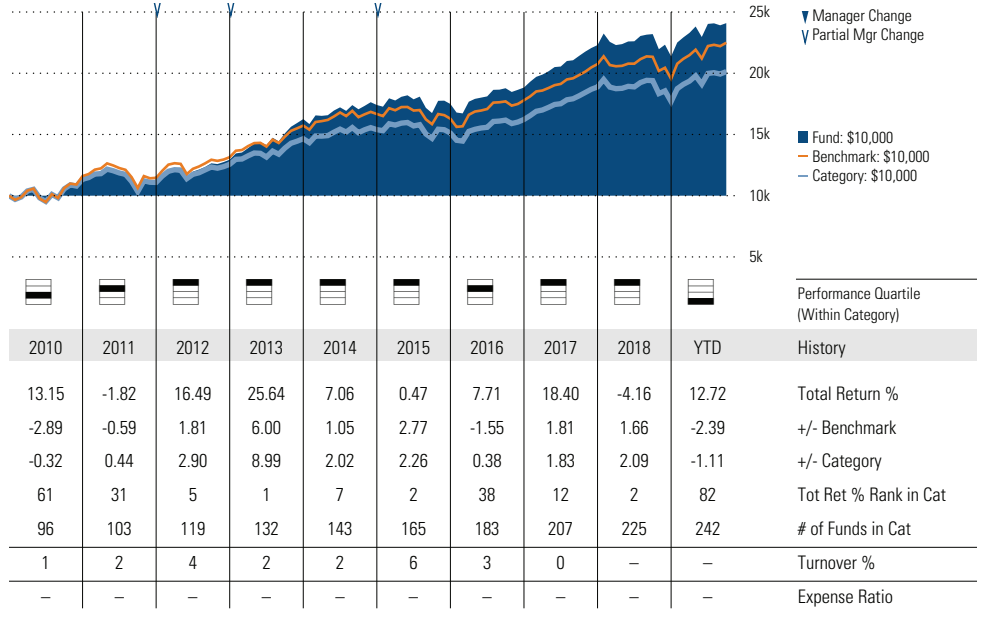 25k
Manager Change
Partial Mgr Change
20k
15k
Fund: $10,000
Benchmark: $10,000
Category: $10,000
10k
5k
Performance Quartile
(Within Category)
2010 2011 2012 2013 2014 2015 2016 2017 2018 YTD History
13.15 -1.82 16.49 25.64 7.06 0.47 7.71 18.40 -4.16 12.72 Total Return %
-2.89 -0.59 1.81 6.00 1.05 2.77 -1.55 1.81 1.66 -2.39 +/- Benchmark
-0.32 0.44 2.90 8.99 2.02 2.26 0.38 1.83 2.09 -1.11 +/- Category
61 31 5 1 7 2 38 12 2 82 Tot Ret % Rank in Cat
96 103 119 132 143 165 183 207 225 242 # of Funds in Cat
1 2 4 2 2 6 3 0 – – Turnover %
– – – – – – – – – – Expense Ratio